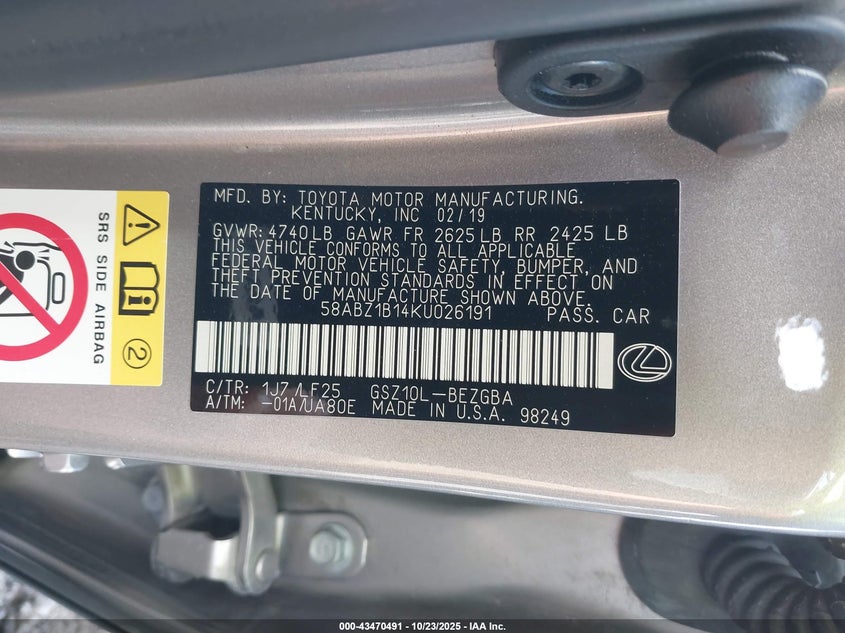 MFD. BY: TOYOTA MOTOR MANUFACTURING.
KENTUCKY, INC 02/19
GVWR: 4740LB GAWR FR 2625LB RR 2425 LB
THIS VEHICLE CONFORMS TO ALL APPLICABLE
FEDERAL MOTOR VEHICLE SAFETY, BUMPER, AND
THEFT PREVENTION STANDARDS IN EFFECT ON
THE DATE OF MANUFACTURE SHOWN ABOVE.
58ABZ1B14KU026191 PASS. CAR
C/TR: 1J7 /LF25 GSZ10L-BEZGBA
A/TM: -01A/UA80E MADE IN U.S.A. 98249
SRS SIDE AIRBAG
2
000-43470491 | 10/23/2025 - IAA Inc.